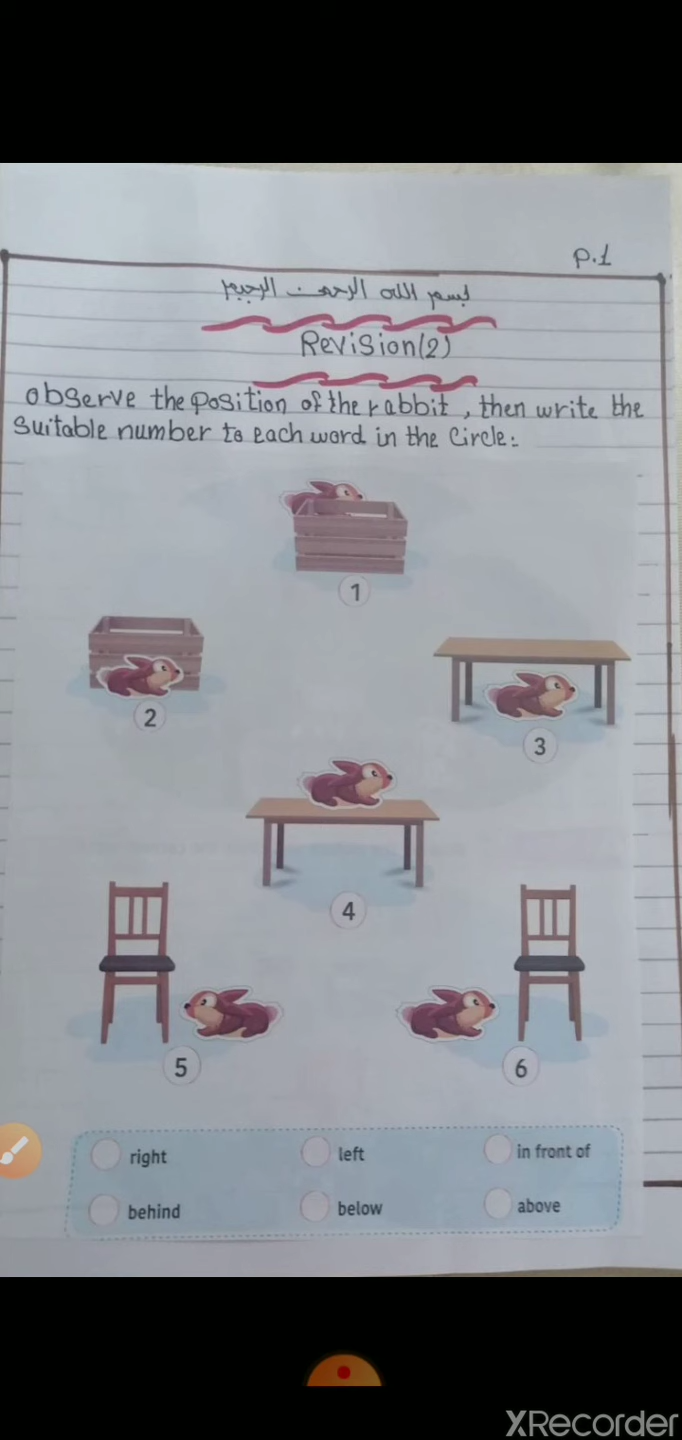 P.1
بسم الله الرحمن الرحيم
Revision(2)
observe the position of the rabbit , then write the
Suitable number to each word in the Circle:
1
2
3
4
5
6
right left in front of
behind below above
XRecorder